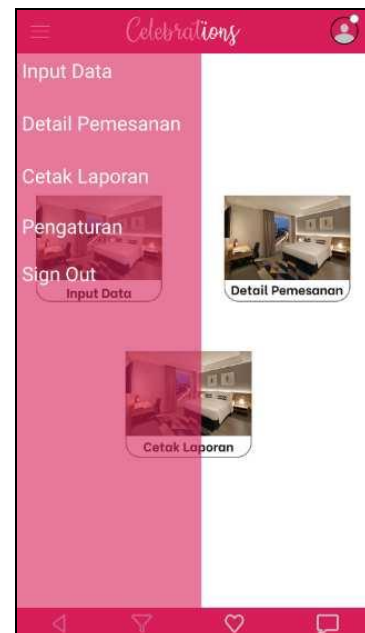 Celebrations
Input Data
Detail Pemesanan
Cetak Laporan
Pengaturan
Sign Out
Input Data
Detail Pemesanan
Cetak Laporan